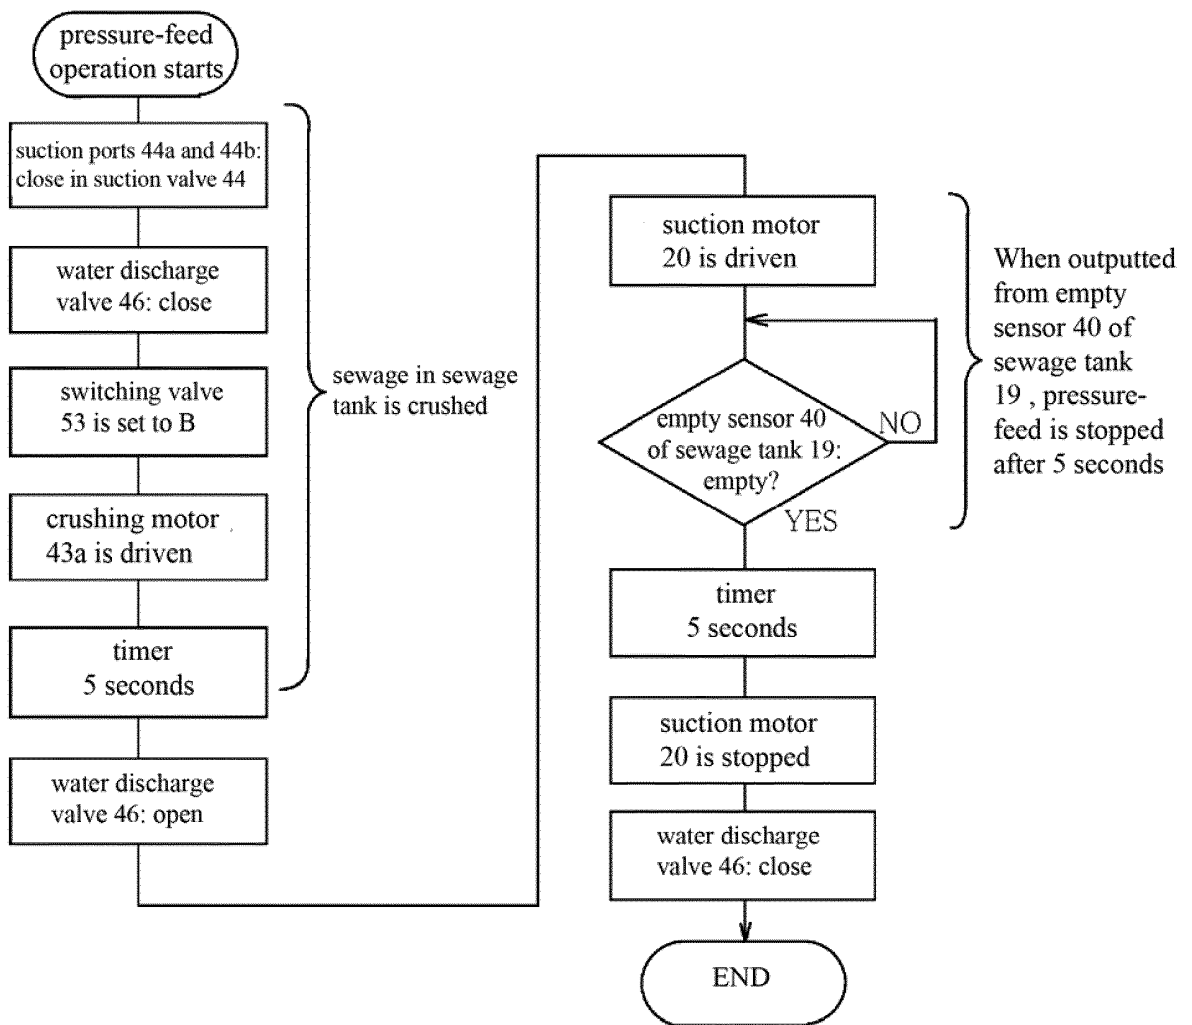 pressure-feed
operation starts
suction ports 44a and 44b:
close in suction valve 44
water discharge
valve 46: close
switching valve
53 is set to B
crushing motor
43a is driven
timer
5 seconds
water discharge
valve 46: open
sewage in sewage
tank is crushed
suction motor
20 is driven
empty sensor 40
of sewage tank 19:
empty?
NO
YES
timer
5 seconds
suction motor
20 is stopped
water discharge
valve 46: close
END
When outputted
from empty
sensor 40 of
sewage tank
19 , pressure-
feed is stopped
after 5 seconds